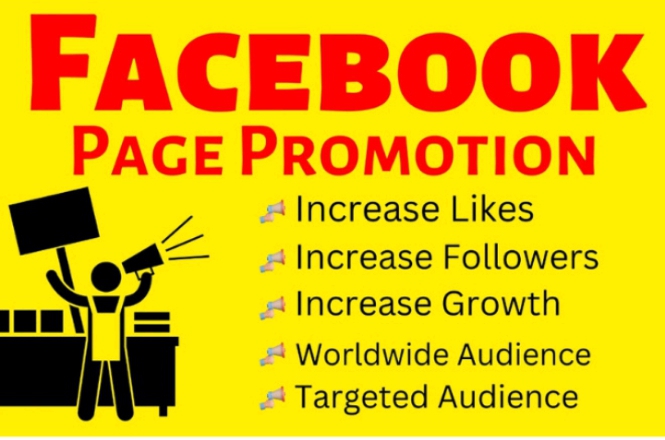 FACEBOOK
PAGE PROMOTION
Increase Likes
Increase Followers
Increase Growth
Worldwide Audience
Targeted Audience